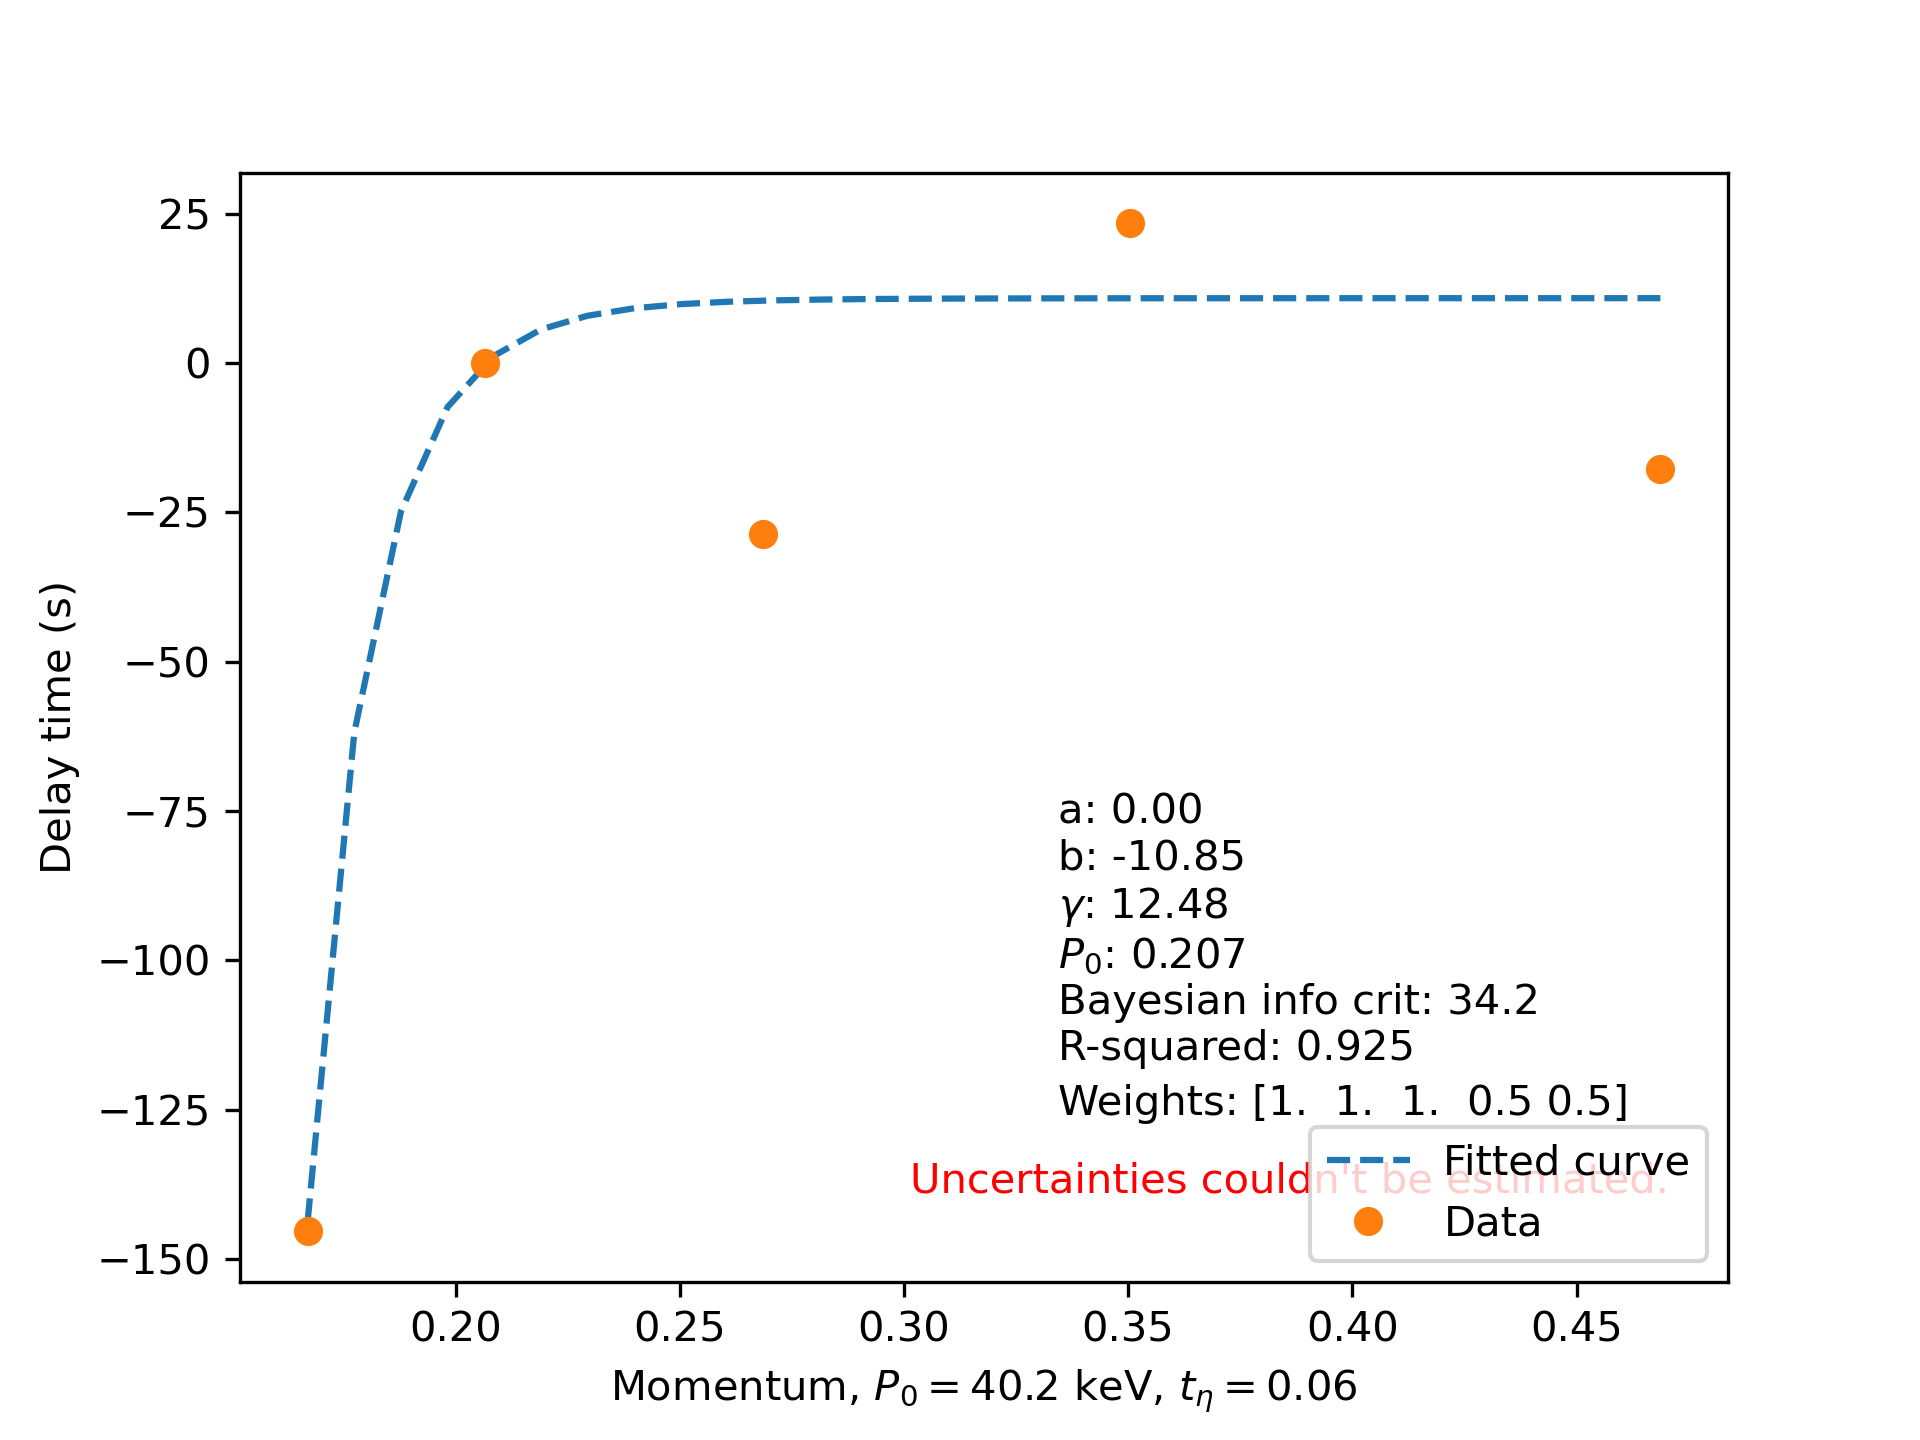 25
0
−25
−50
−75
−100
−125
−150
Delay time (s)
a: 0.00
b: -10.85
γ: 12.48
P₀: 0.207
Bayesian info crit: 34.2
R-squared: 0.925
Weights: [1.  1.  1.  0.5 0.5]
Uncertainties couldn't be estimated.
Fitted curve
Data
0.20 0.25 0.30 0.35 0.40 0.45
Momentum, P₀ = 40.2 keV, t_η = 0.06